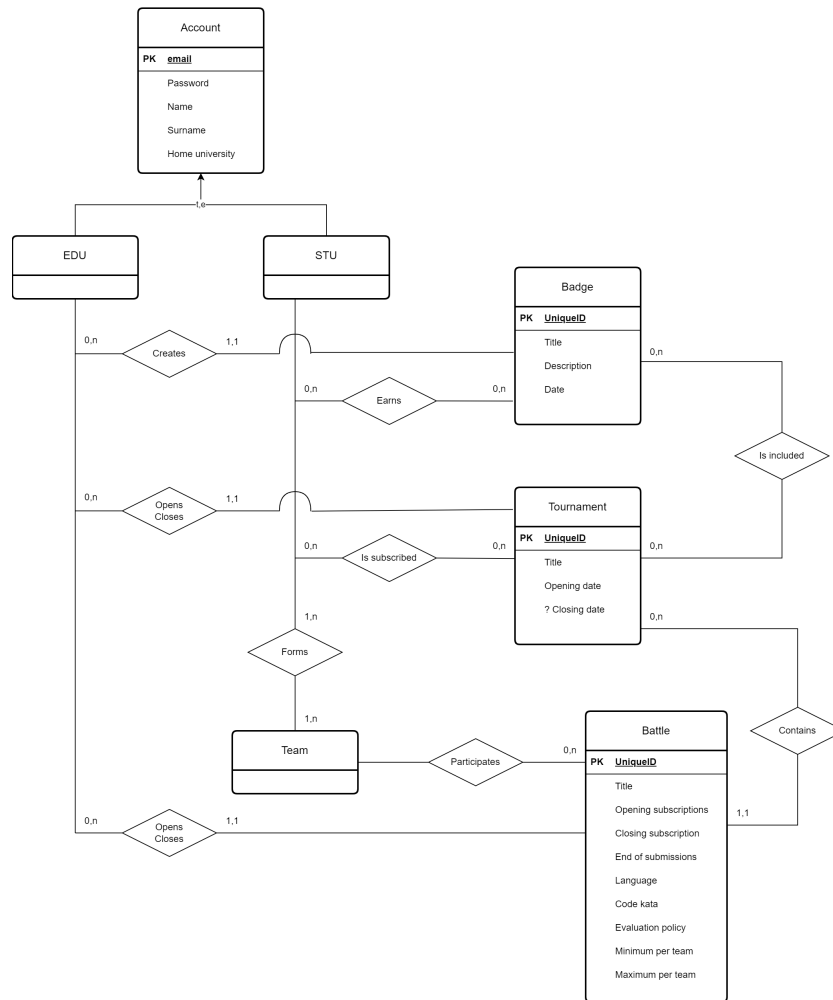 Account
PK email
Password
Name
Surname
Home university
t,e
EDU
STU
Badge
PK UniqueID
Title
Description
Date
0,n
Creates
1,1
0,n
0,n
Earns
0,n
Is included
0,n
Opens
Closes
1,1
Tournament
PK UniqueID
Title
Opening date
? Closing date
0,n
Is subscribed
0,n
0,n
0,n
1,n
Forms
1,n
Team
Participates
0,n
Battle
PK UniqueID
Title
Opening subscriptions
Closing subscription
End of submissions
Language
Code kata
Evaluation policy
Minimum per team
Maximum per team
Contains
1,1
0,n
Opens
Closes
1,1